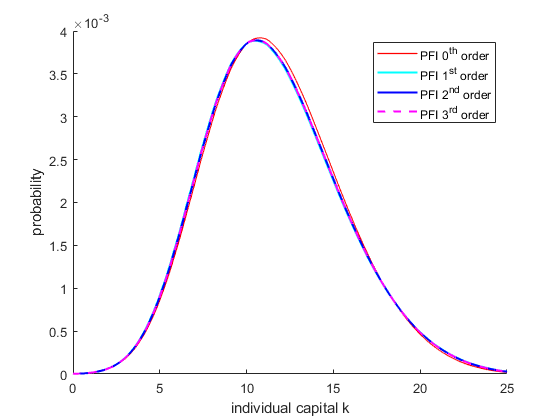 ×10⁻³
4
3.5
3
2.5
2
1.5
1
0.5
0
probability
0 5 10 15 20 25
individual capital k
PFI 0ᵗʰ order
PFI 1ˢᵗ order
PFI 2ⁿᵈ order
PFI 3ʳᵈ order